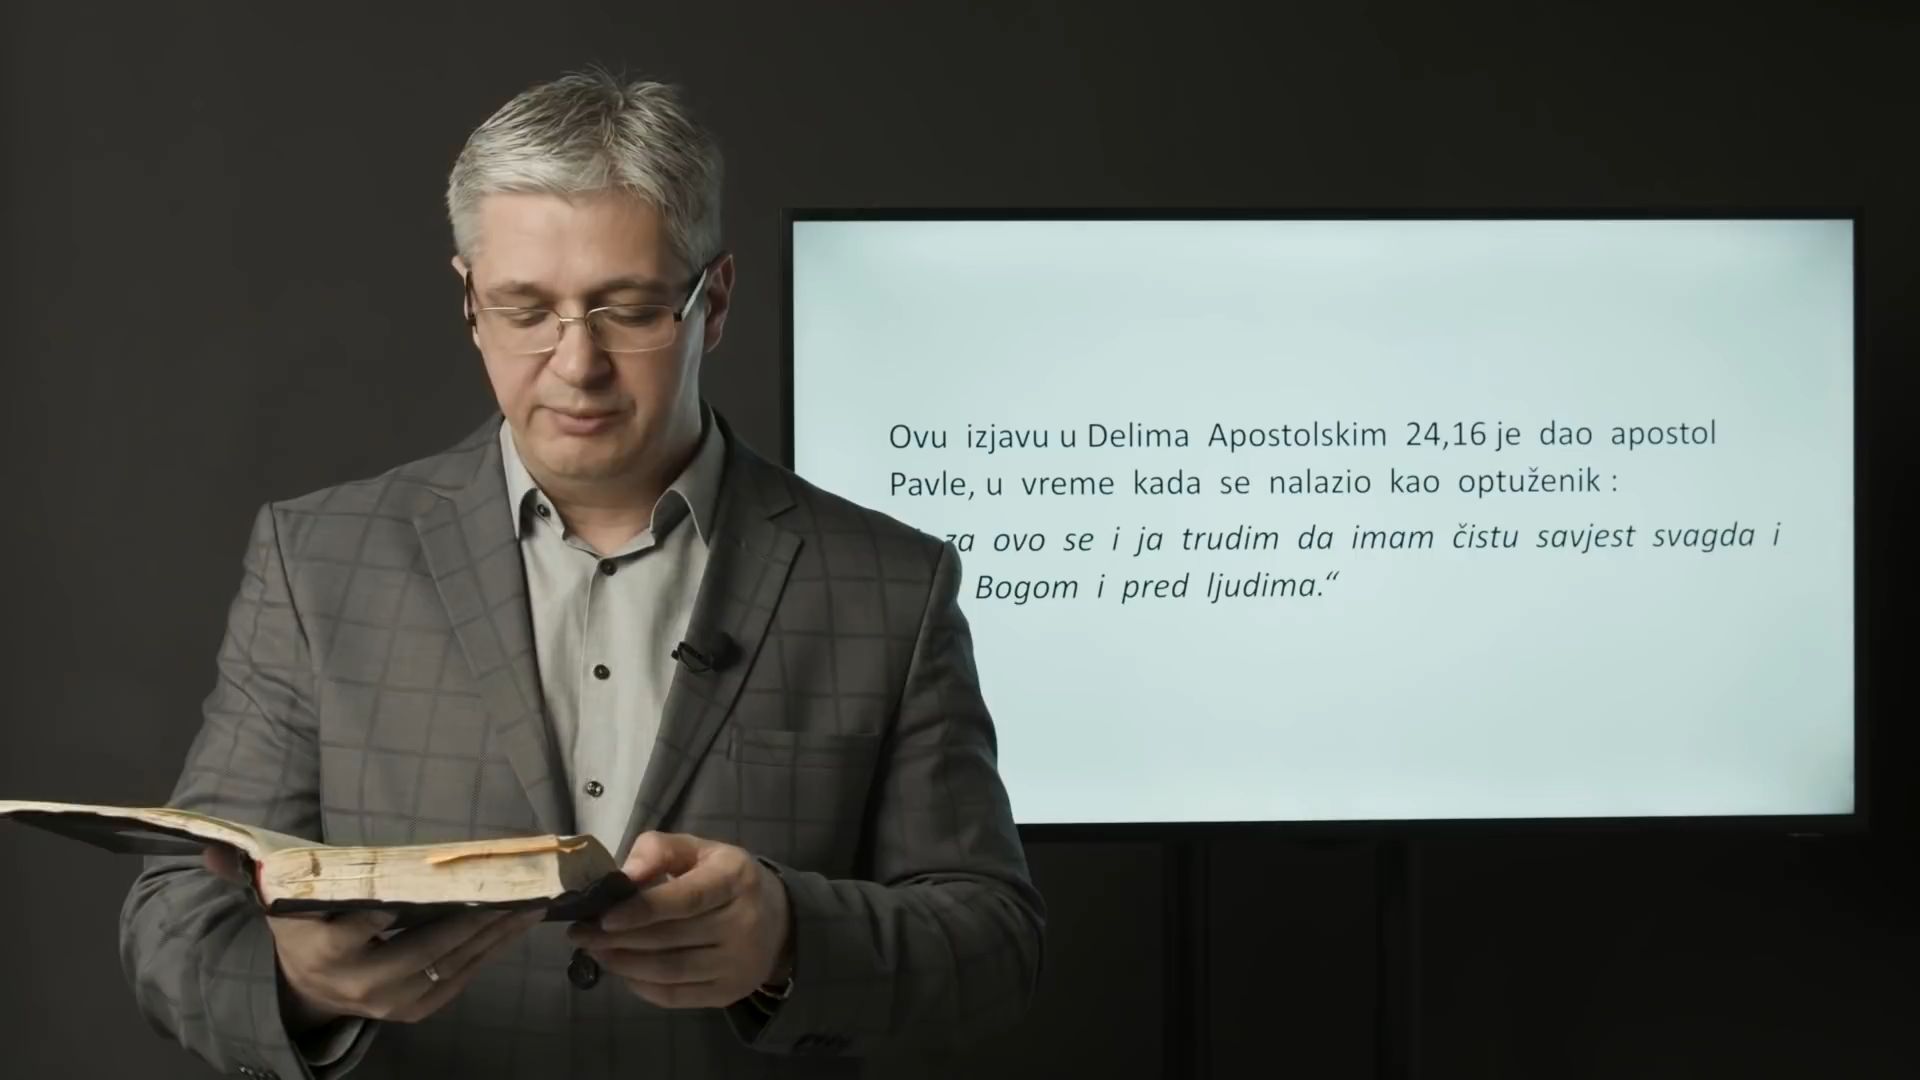 Ovu izjavu u Delima Apostolskim 24,16 je dao apostol
Pavle, u vreme kada se nalazio kao optuženik :
za ovo se i ja trudim da imam čistu savjest svagda i
Bogom i pred ljudima.“